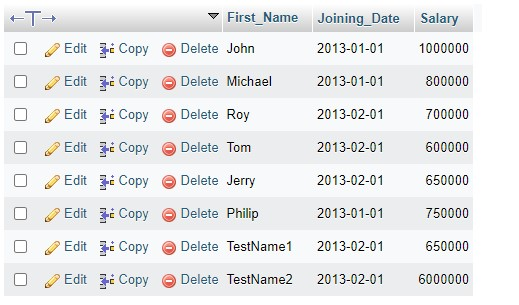 First_Name Joining_Date Salary
Edit Copy Delete John 2013-01-01 1000000
Edit Copy Delete Michael 2013-01-01 800000
Edit Copy Delete Roy 2013-02-01 700000
Edit Copy Delete Tom 2013-02-01 600000
Edit Copy Delete Jerry 2013-02-01 650000
Edit Copy Delete Philip 2013-01-01 750000
Edit Copy Delete TestName1 2013-02-01 650000
Edit Copy Delete TestName2 2013-02-01 6000000